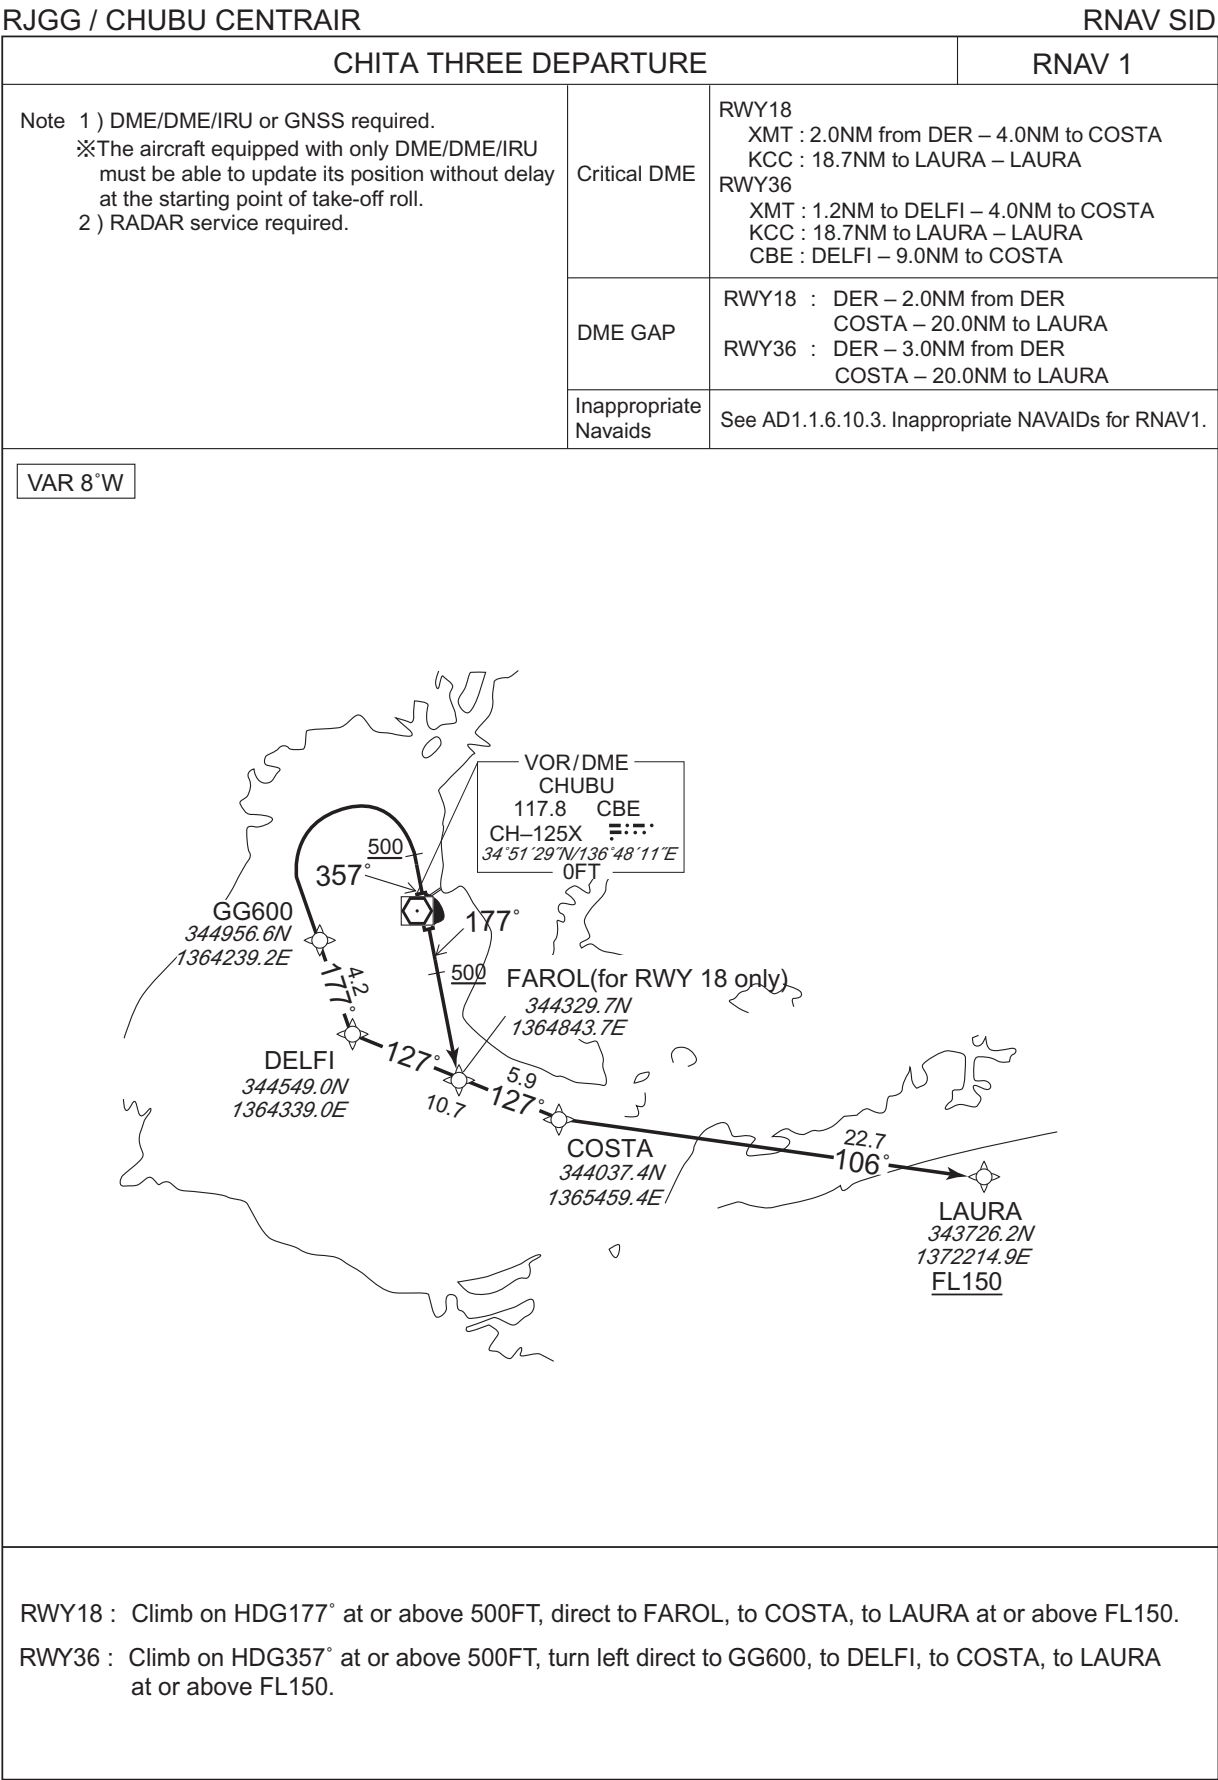 RJGG / CHUBU CENTRAIR
RNAV SID
CHITA THREE DEPARTURE
RNAV 1
Note 1 ) DME/DME/IRU or GNSS required.
※The aircraft equipped with only DME/DME/IRU
must be able to update its position without delay
at the starting point of take-off roll.
2 ) RADAR service required.
Critical DME
RWY18
XMT : 2.0NM from DER – 4.0NM to COSTA
KCC : 18.7NM to LAURA – LAURA
RWY36
XMT : 1.2NM to DELFI – 4.0NM to COSTA
KCC : 18.7NM to LAURA – LAURA
CBE : DELFI – 9.0NM to COSTA
DME GAP
RWY18 : DER – 2.0NM from DER
COSTA – 20.0NM to LAURA
RWY36 : DER – 3.0NM from DER
COSTA – 20.0NM to LAURA
Inappropriate
Navaids
See AD1.1.6.10.3. Inappropriate NAVAIDs for RNAV1.
VAR 8°W
VOR/DME
CHUBU
117.8 CBE
CH–125X
34°51′29″N/136°48′11″E
0FT
500
357°
GG600
344956.6N
1364239.2E
177°
500
4.2
177°
FAROL(for RWY 18 only)
344329.7N
1364843.7E
DELFI
344549.0N
1364339.0E
127°
10.7
5.9
127°
COSTA
344037.4N
1365459.4E
22.7
106°
LAURA
343726.2N
1372214.9E
FL150
RWY18 : Climb on HDG177° at or above 500FT, direct to FAROL, to COSTA, to LAURA at or above FL150.
RWY36 : Climb on HDG357° at or above 500FT, turn left direct to GG600, to DELFI, to COSTA, to LAURA
at or above FL150.